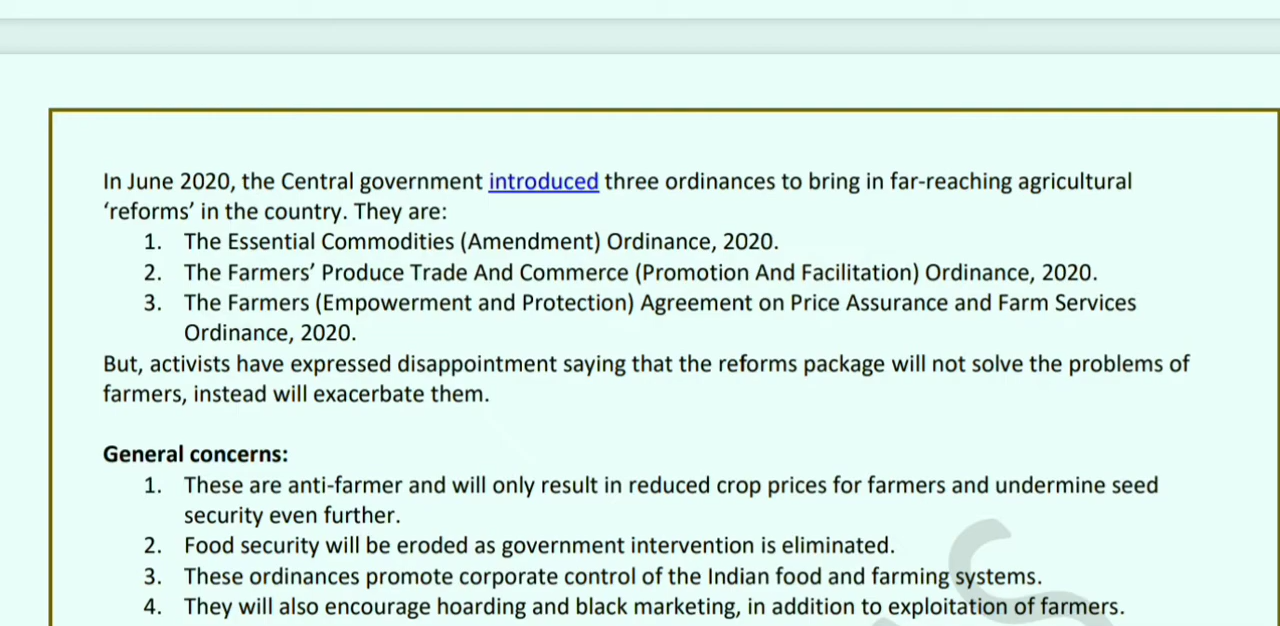 In June 2020, the Central government introduced three ordinances to bring in far-reaching agricultural
‘reforms’ in the country. They are:
1. The Essential Commodities (Amendment) Ordinance, 2020.
2. The Farmers’ Produce Trade And Commerce (Promotion And Facilitation) Ordinance, 2020.
3. The Farmers (Empowerment and Protection) Agreement on Price Assurance and Farm Services
Ordinance, 2020.
But, activists have expressed disappointment saying that the reforms package will not solve the problems of
farmers, instead will exacerbate them.
General concerns:
1. These are anti-farmer and will only result in reduced crop prices for farmers and undermine seed
security even further.
2. Food security will be eroded as government intervention is eliminated.
3. These ordinances promote corporate control of the Indian food and farming systems.
4. They will also encourage hoarding and black marketing, in addition to exploitation of farmers.